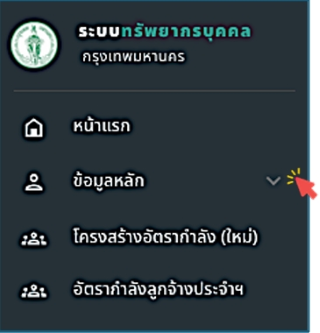 ระบบทรัพยากรบุคคล
กรุงเทพมหานคร
หน้าแรก
ข้อมูลหลัก
โครงสร้างอัตรากำลัง (ใหม่)
อัตรากำลังลูกจ้างประจำฯ